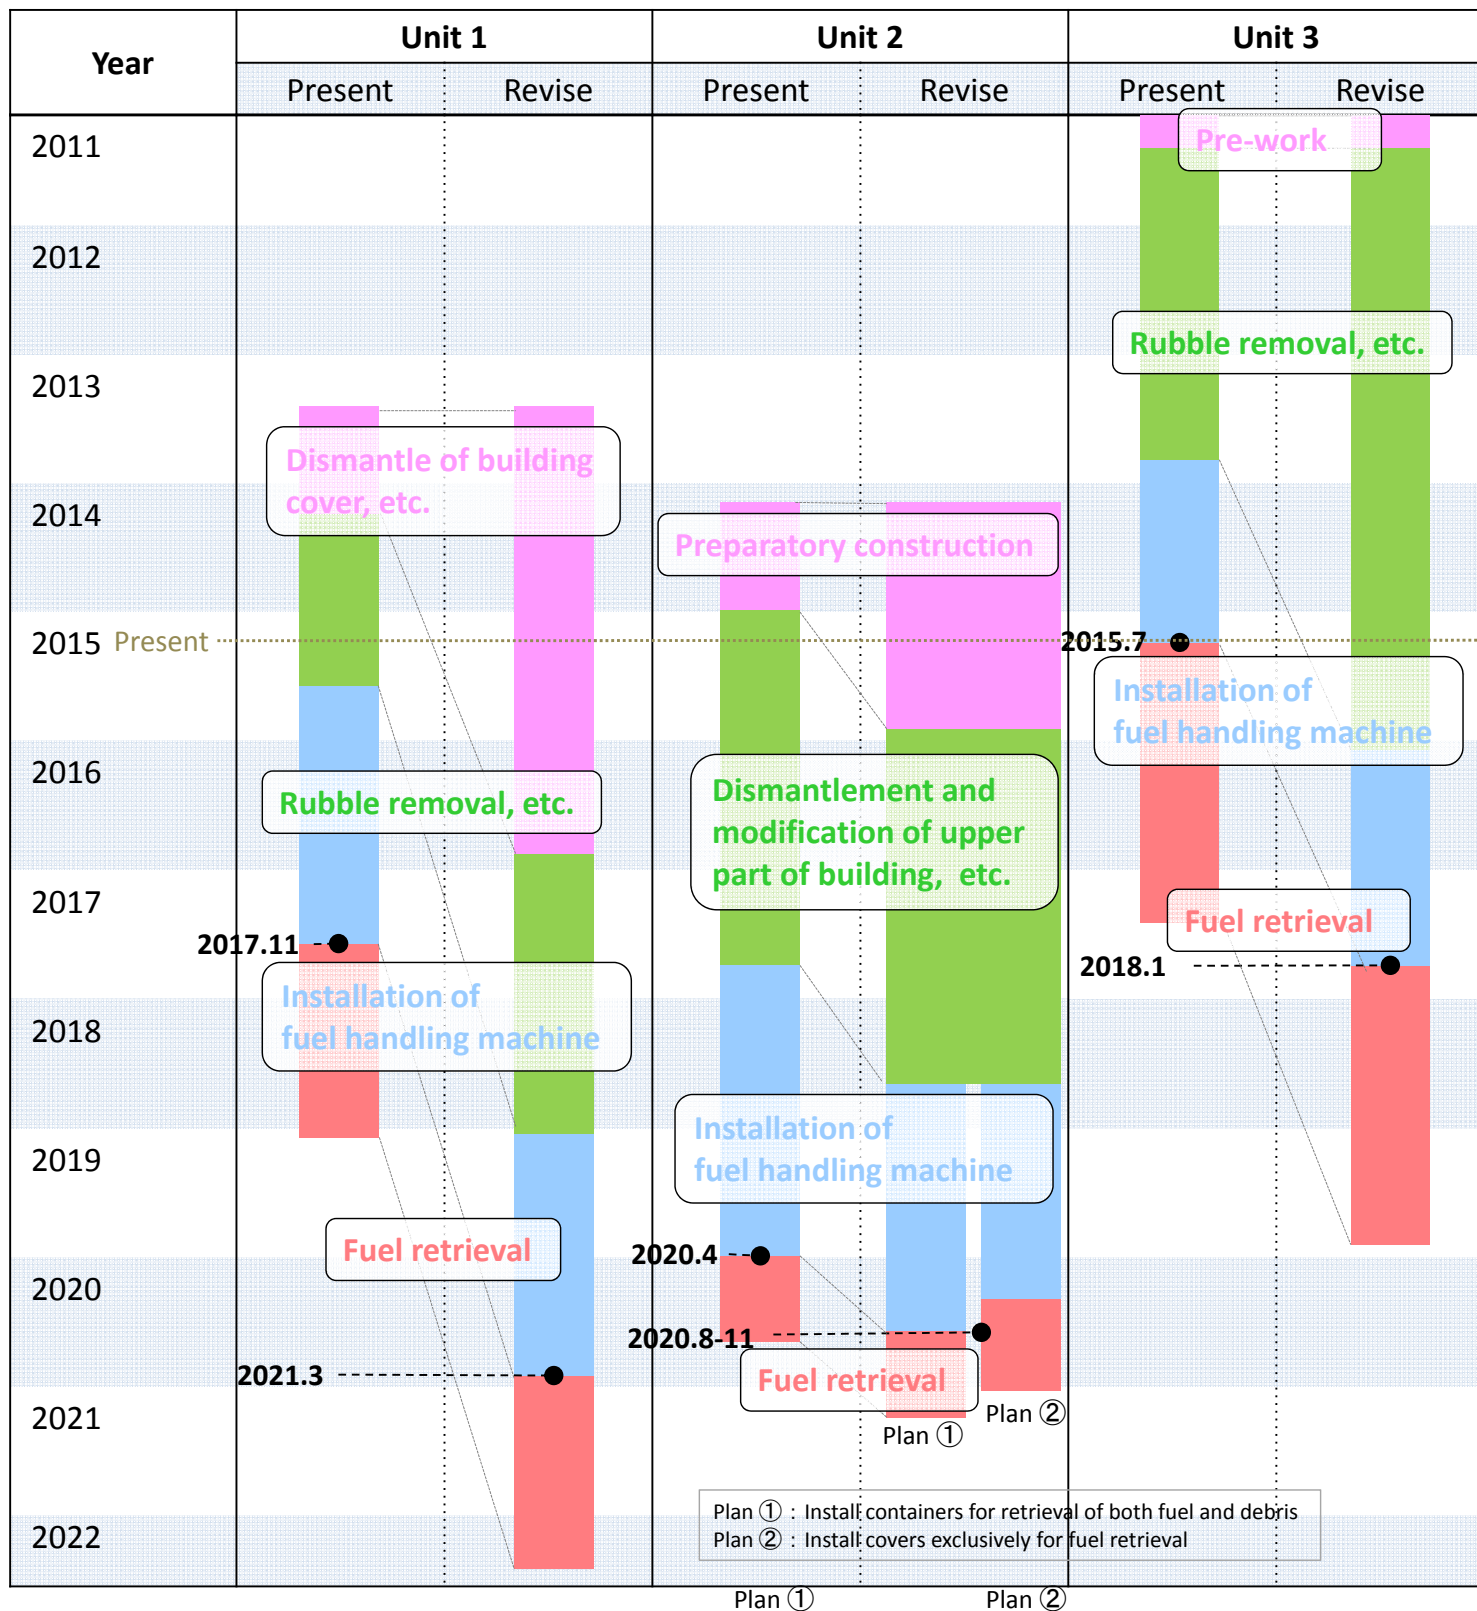 Year
Unit 1
Unit 2
Unit 3
Present
Revise
Present
Revise
Present
Revise
2011
Pre-work
2012
Rubble removal, etc.
2013
Dismantle of building
cover, etc.
2014
Preparatory construction
2015
Present
2015.7
Installation of
fuel handling machine
2016
Rubble removal, etc.
Dismantlement and
modification of upper
part of building, etc.
2017
Fuel retrieval
2017.11
2018.1
Installation of
fuel handling machine
2018
Installation of
fuel handling machine
2019
Fuel retrieval
2020.4
2020
2020.8-11
2021.3
Fuel retrieval
2021
Plan ①
Plan ②
Plan ① : Install containers for retrieval of both fuel and debris
Plan ② : Install covers exclusively for fuel retrieval
2022
Plan ①
Plan ②